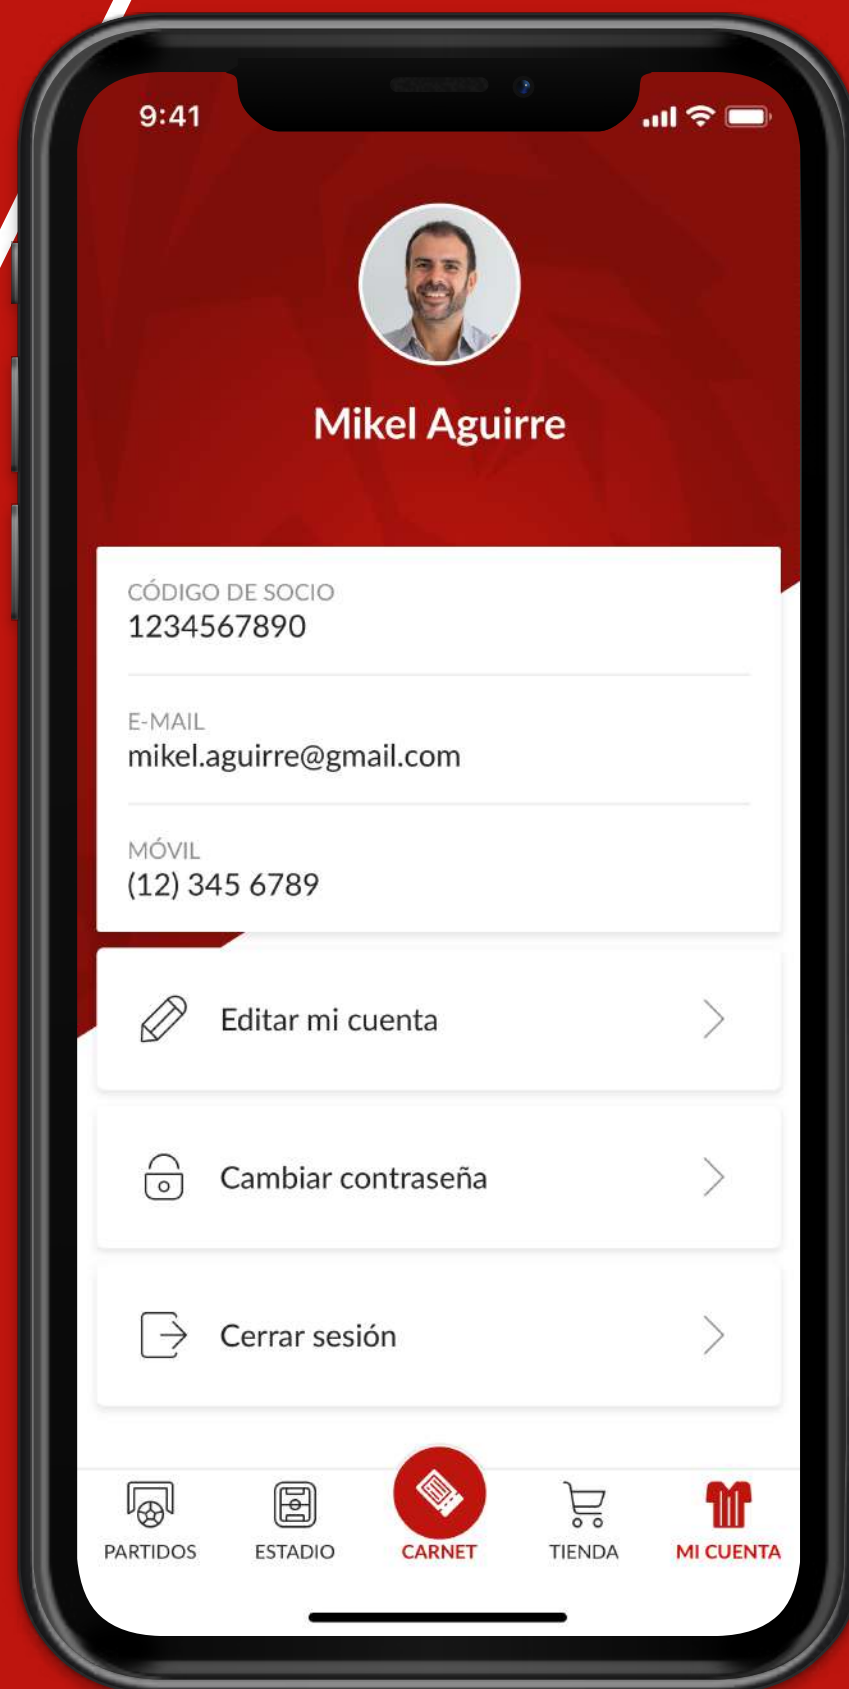 9:41
Mikel Aguirre
CÓDIGO DE SOCIO
1234567890
E-MAIL
mikel.aguirre@gmail.com
MÓVIL
(12) 345 6789
Editar mi cuenta
Cambiar contraseña
Cerrar sesión
PARTIDOS ESTADIO CARNET TIENDA MI CUENTA